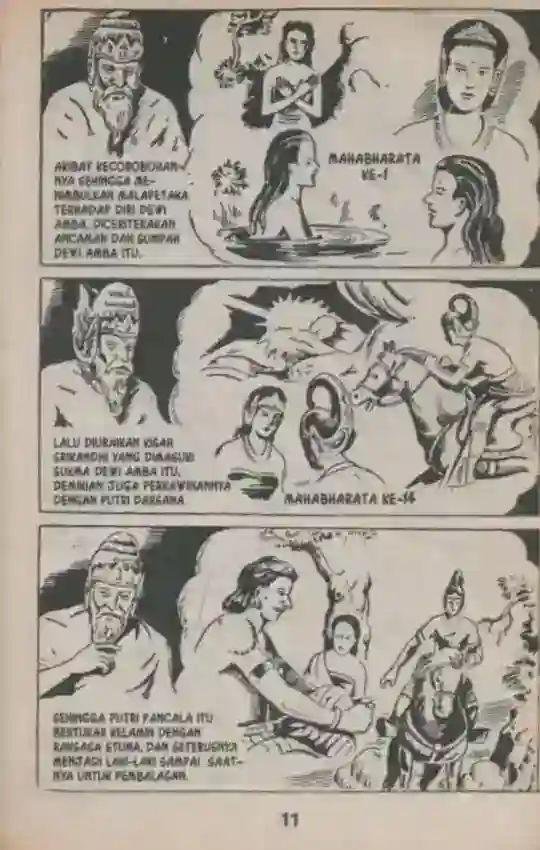 AKIBAT KECOROBOHAN-
NYA SEHINGGA ME-
NIMBULKAN MALAPETAKA
TERHADAP DIRI DEWI
AMBA. DICERITERAKAN
ANCAMAN DAN SUMPAH
DEWI AMBA ITU.
MAHABHARATA
KE-1
LALU DIURAIKAN KISAH
SRIKANDHI YANG DIMASUKI
SUKMA DEWI AMBA ITU,
DEMIKIAN JUGA PERKAWINANNYA
DENGAN PUTRI DARSANA
MAHABHARATA KE-14
SEHINGGA PUTRI PANCALA ITU
BERTUKAR KELAMIN DENGAN
RAKSASA STUNA, DAN SETERUSNYA
MENJADI LAKI-LAKI SAMPAI SAAT-
NYA UNTUK PEMBALASAN.
11